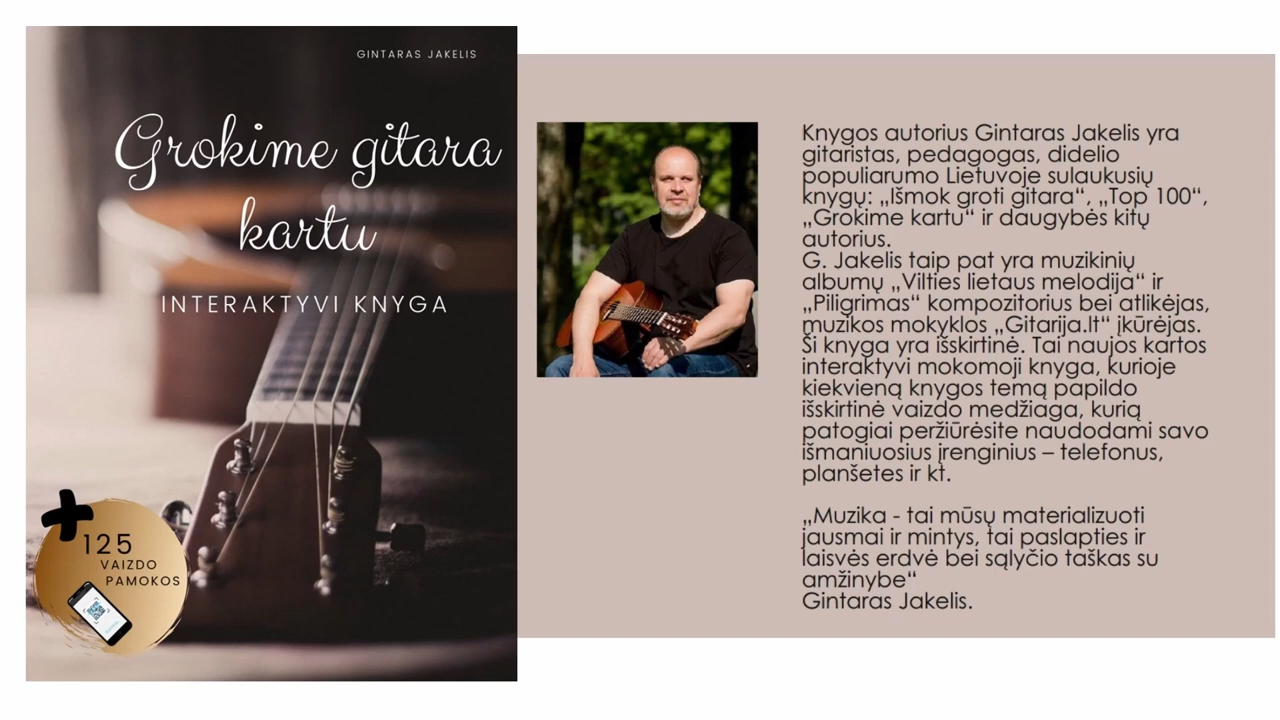 GINTARAS JAKELIS
Grokime gitara
kartu
INTERAKTYVI KNYGA
125
VAIZDO
PAMOKOS
Knygos autorius Gintaras Jakelis yra
gitaristas, pedagogas, didelio
populiarumo Lietuvoje sulaukusių
knygų: „Išmok groti gitara“, „Top 100“,
„Grokime kartu“ ir daugybės kitų
autorius.
G. Jakelis taip pat yra muzikinių
albumų „Vilties lietaus melodija“ ir
„Piligrimas“ kompozitorius bei atlikėjas,
muzikos mokyklos „Gitarija.lt“ įkūrėjas.
Ši knyga yra išskirtinė. Tai naujos kartos
interaktyvi mokomoji knyga, kurioje
kiekvieną knygos temą papildo
išskirtinė vaizdo medžiaga, kurią
patogiai peržiūrėsite naudodami savo
išmaniuosius įrenginius – telefonus,
planšetes ir kt.
„Muzika - tai mūsų materializuoti
jausmai ir mintys, tai paslapties ir
laisvės erdvė bei sąlyčio taškas su
amžinybe“
Gintaras Jakelis.